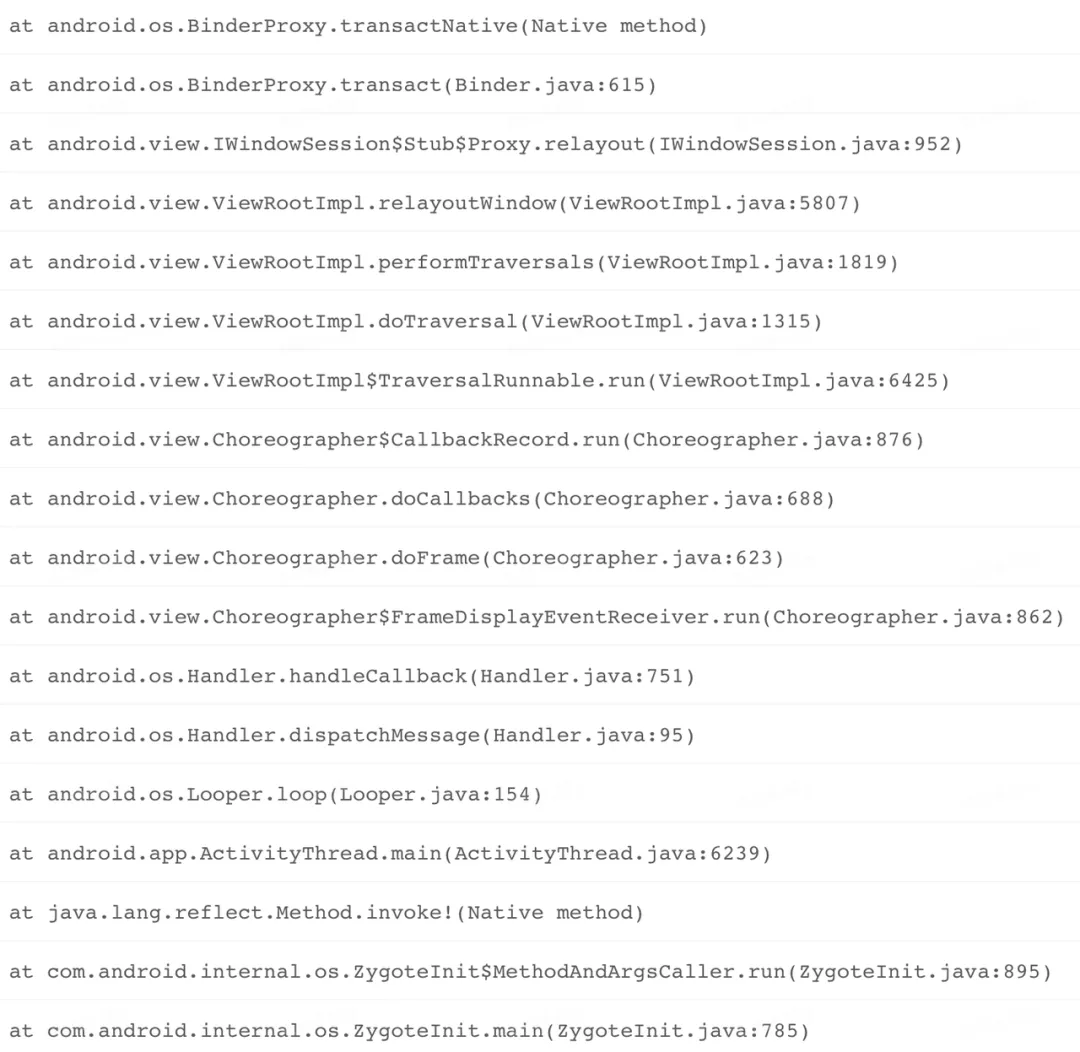 at android.os.BinderProxy.transactNative(Native method)
at android.os.BinderProxy.transact(Binder.java:615)
at android.view.IWindowSession$Stub$Proxy.relayout(IWindowSession.java:952)
at android.view.ViewRootImpl.relayoutWindow(ViewRootImpl.java:5807)
at android.view.ViewRootImpl.performTraversals(ViewRootImpl.java:1819)
at android.view.ViewRootImpl.doTraversal(ViewRootImpl.java:1315)
at android.view.ViewRootImpl$TraversalRunnable.run(ViewRootImpl.java:6425)
at android.view.Choreographer$CallbackRecord.run(Choreographer.java:876)
at android.view.Choreographer.doCallbacks(Choreographer.java:688)
at android.view.Choreographer.doFrame(Choreographer.java:623)
at android.view.Choreographer$FrameDisplayEventReceiver.run(Choreographer.java:862)
at android.os.Handler.handleCallback(Handler.java:751)
at android.os.Handler.dispatchMessage(Handler.java:95)
at android.os.Looper.loop(Looper.java:154)
at android.app.ActivityThread.main(ActivityThread.java:6239)
at java.lang.reflect.Method.invoke!(Native method)
at com.android.internal.os.ZygoteInit$MethodAndArgsCaller.run(ZygoteInit.java:895)
at com.android.internal.os.ZygoteInit.main(ZygoteInit.java:785)